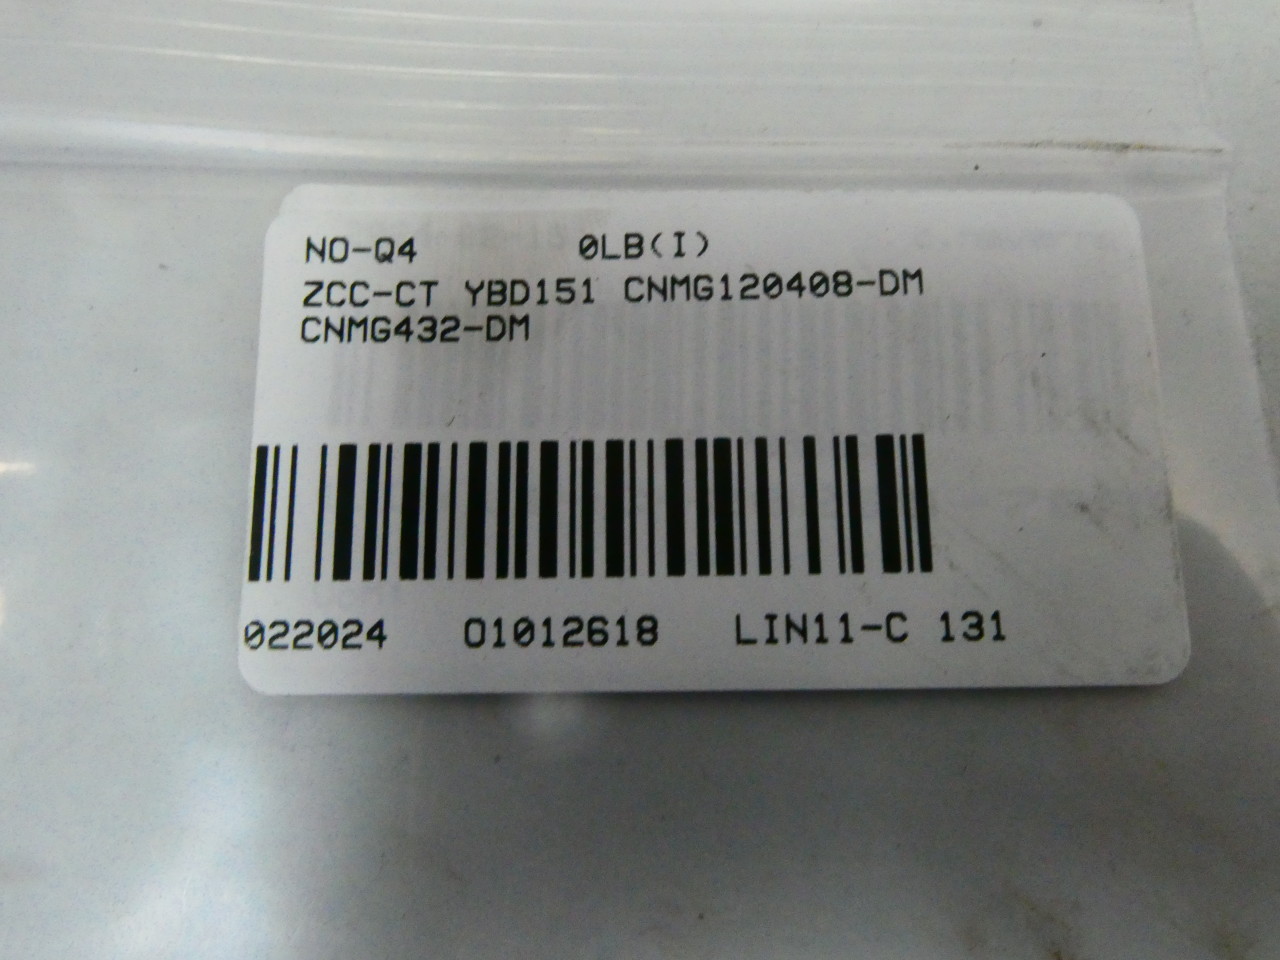 NO-Q4 0LB(I)
ZCC-CT YBD151 CNMG120408-DM
CNMG432-DM
022024 01012618 LIN11-C 131